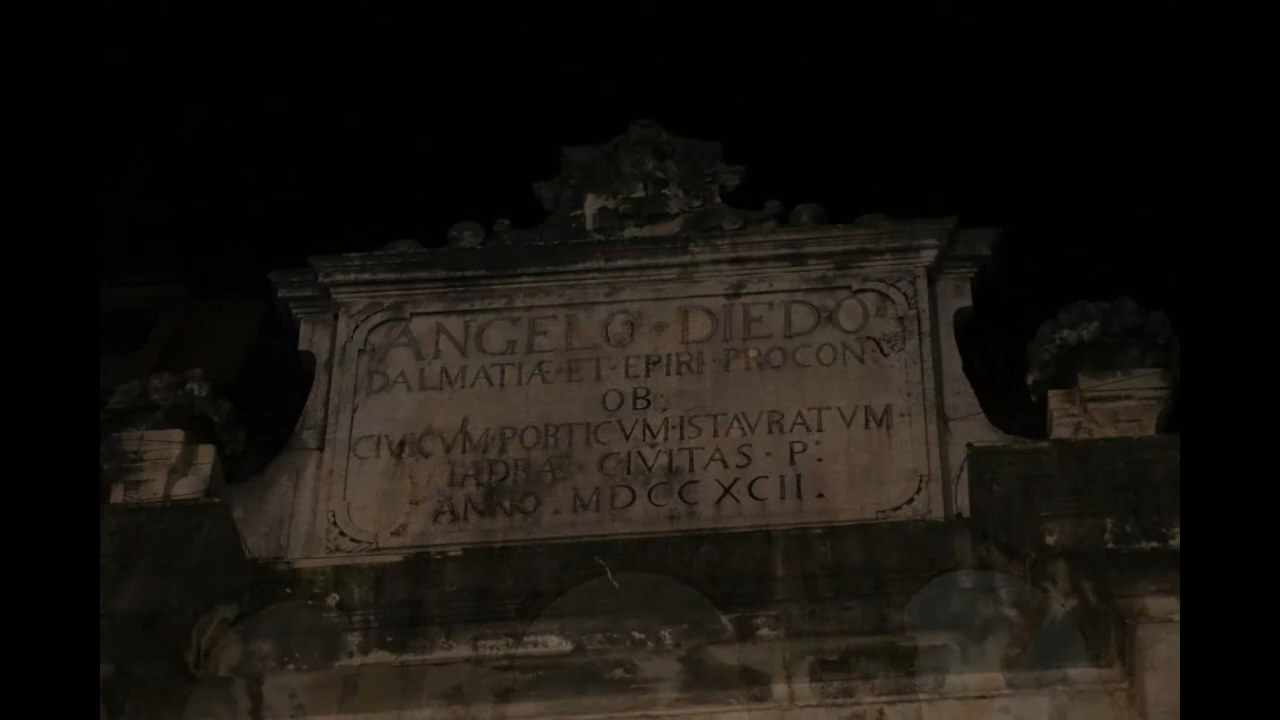 ANGELO · DIEDO
DALMATIÆ · ET · EPIRI · PROCON ·
OB:
CIVICVM · PORTICVM · ISTAVRATVM ·
IADRÆ · CIVITAS · P:
ANNO · MDCCXCII .